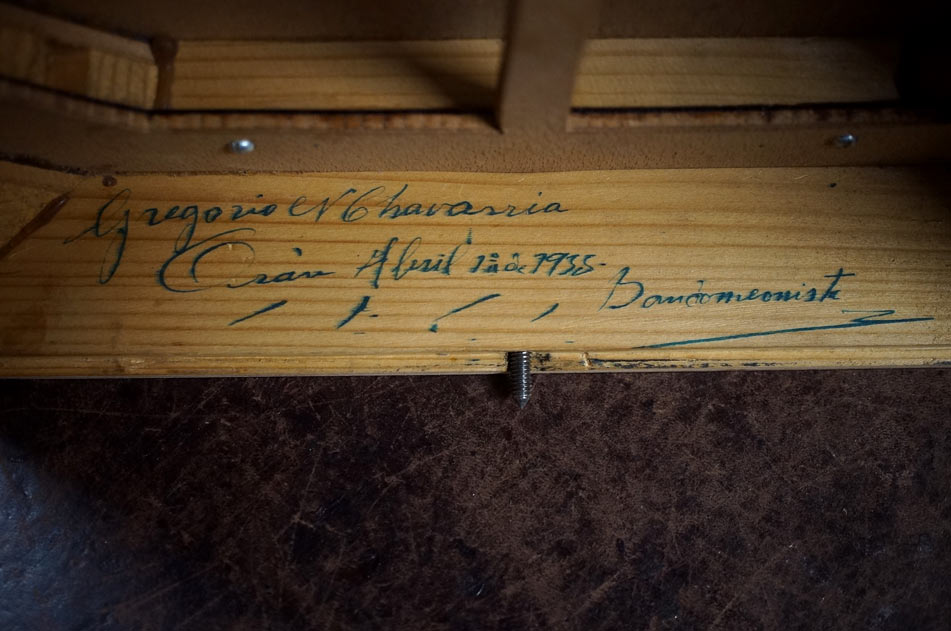 Gregorio N Chavarria
Orán Abril 1º de 1935.
Bandoneonista